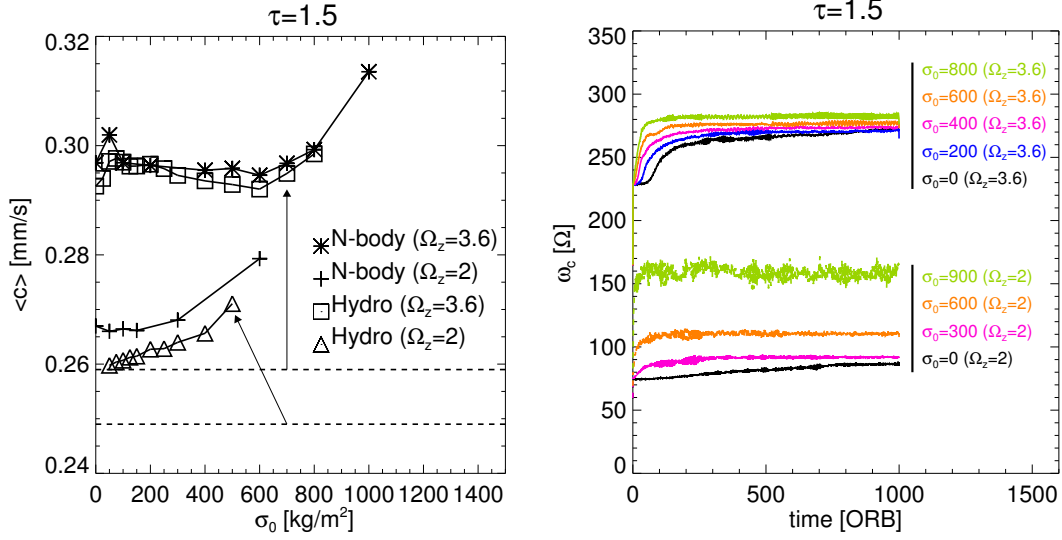 τ=1.5
0.32
0.30
0.28
0.26
0.24
<c> [mm/s]
N-body (Ω_z=3.6)
N-body (Ω_z=2)
Hydro (Ω_z=3.6)
Hydro (Ω_z=2)
0 200 400 600 800 1000 1200 1400
σ_0 [kg/m²]
τ=1.5
350
300
250
200
150
100
50
0
ω_c [Ω]
σ_0=800 (Ω_z=3.6)
σ_0=600 (Ω_z=3.6)
σ_0=400 (Ω_z=3.6)
σ_0=200 (Ω_z=3.6)
σ_0=0 (Ω_z=3.6)
σ_0=900 (Ω_z=2)
σ_0=600 (Ω_z=2)
σ_0=300 (Ω_z=2)
σ_0=0 (Ω_z=2)
0 500 1000 1500
time [ORB]